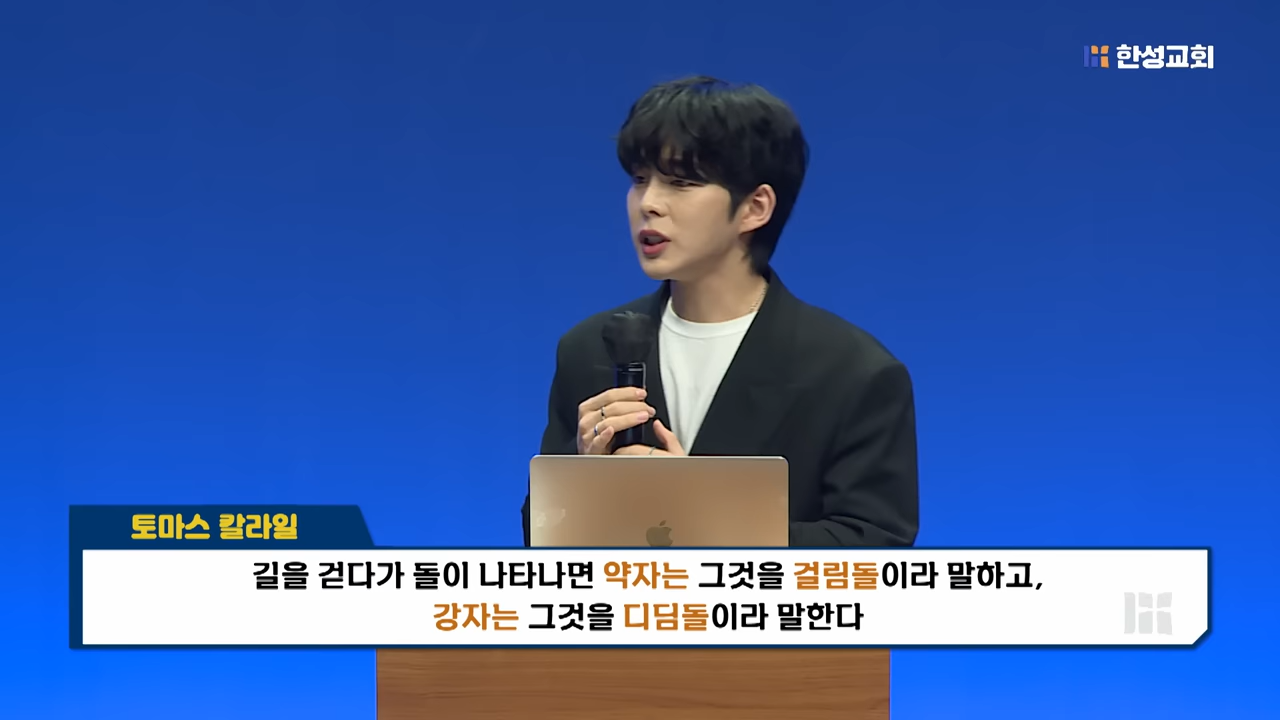 한성교회
토마스 칼라일
길을 걷다가 돌이 나타나면 약자는 그것을 걸림돌이라 말하고,
강자는 그것을 디딤돌이라 말한다